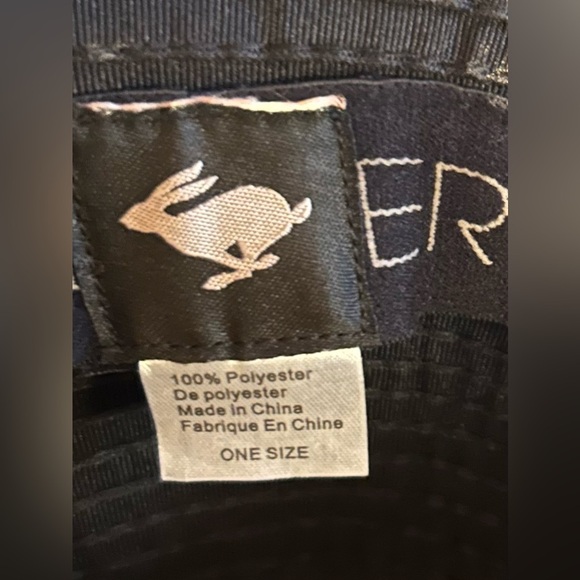 ER
100% Polyester
De polyester
Made in China
Fabrique En Chine
ONE SIZE